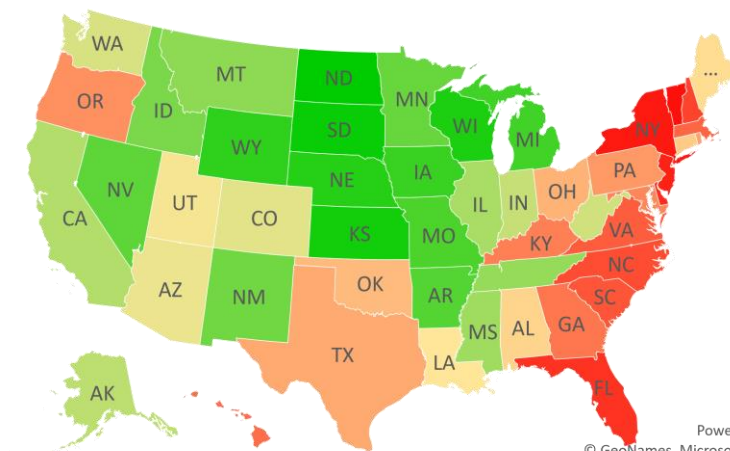 WA
MT
ND
MN
OR
ID
SD
WI
MI
NY
...
WY
IA
NE
PA
NV
UT
CO
IL
IN
OH
CA
KS
MO
KY
VA
NC
AZ
NM
OK
AR
SC
MS
AL
GA
TX
LA
FL
AK
Powe
© GeoNames, Microsof